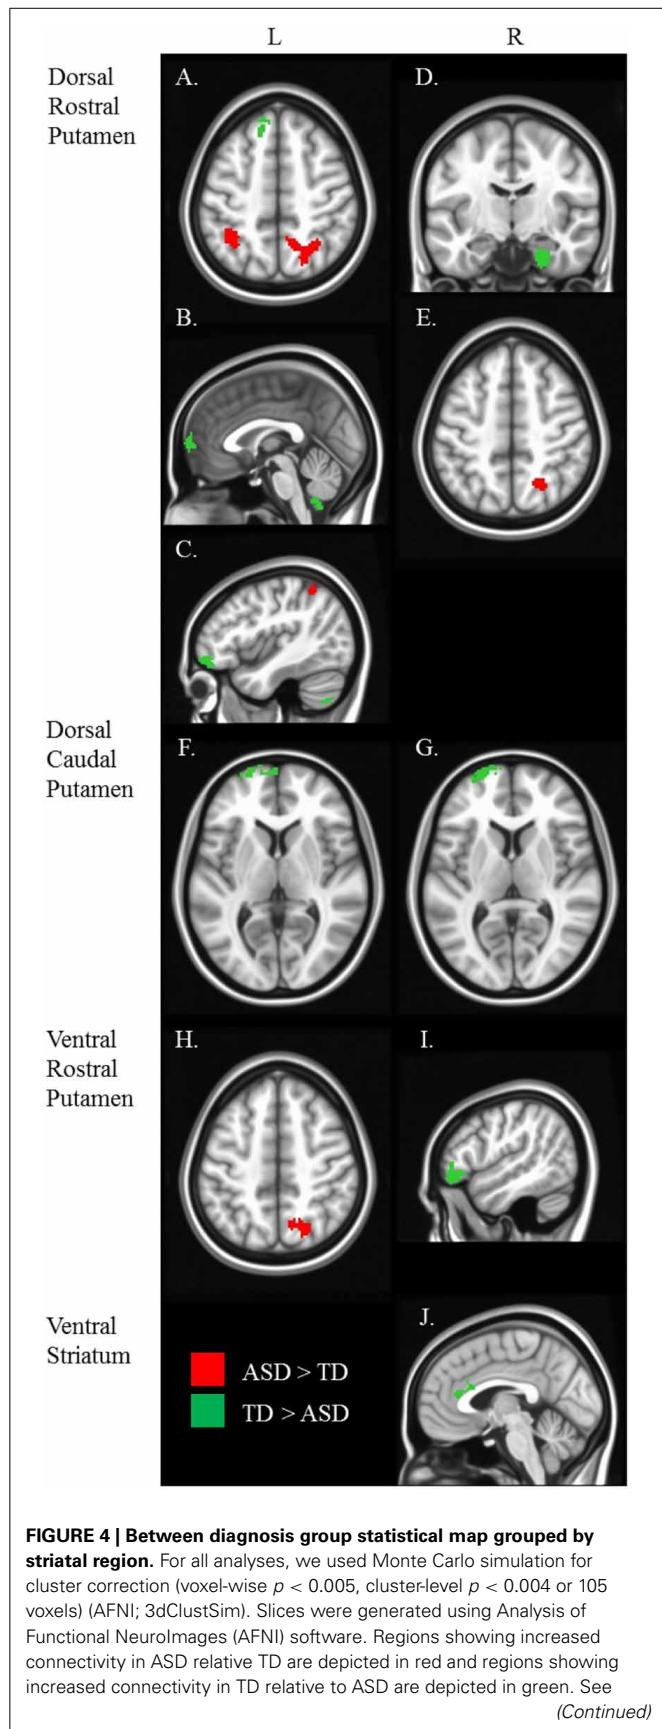 L R
Dorsal
Rostral
Putamen
A.
D.
B.
E.
C.
Dorsal
Caudal
Putamen
F.
G.
Ventral
Rostral
Putamen
H.
I.
Ventral
Striatum
J.
ASD > TD
TD > ASD
FIGURE 4 | Between diagnosis group statistical map grouped by
striatal region. For all analyses, we used Monte Carlo simulation for
cluster correction (voxel-wise p < 0.005, cluster-level p < 0.004 or 105
voxels) (AFNI; 3dClustSim). Slices were generated using Analysis of
Functional NeuroImages (AFNI) software. Regions showing increased
connectivity in ASD relative TD are depicted in red and regions showing
increased connectivity in TD relative to ASD are depicted in green. See
(Continued)